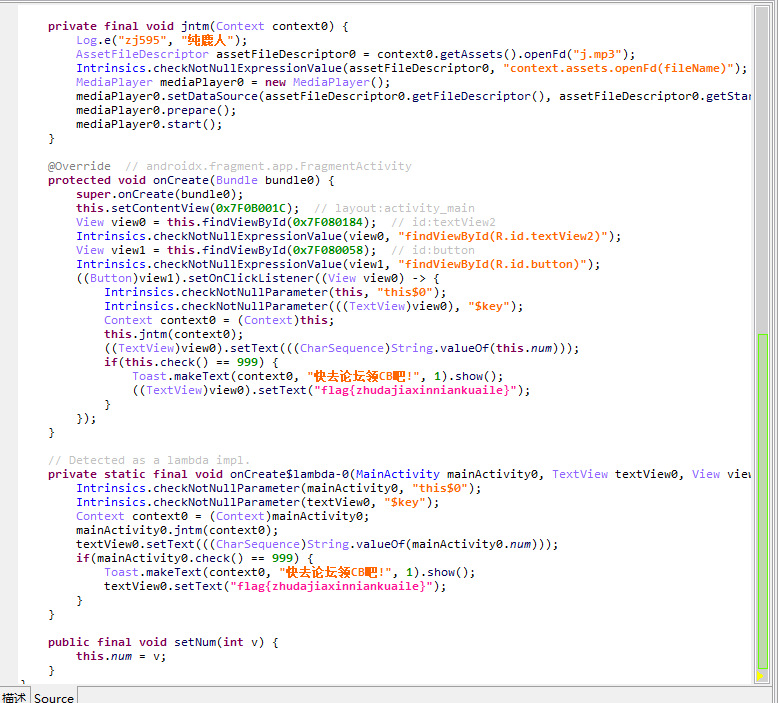 private final void jntm(Context context0) {
Log.e("zj595", "纯鹿人");
AssetFileDescriptor assetFileDescriptor0 = context0.getAssets().openFd("j.mp3");
Intrinsics.checkNotNullExpressionValue(assetFileDescriptor0, "context.assets.openFd(fileName)");
MediaPlayer mediaPlayer0 = new MediaPlayer();
mediaPlayer0.setDataSource(assetFileDescriptor0.getFileDescriptor(), assetFileDescriptor0.getStar
mediaPlayer0.prepare();
mediaPlayer0.start();
}
@Override // androidx.fragment.app.FragmentActivity
protected void onCreate(Bundle bundle0) {
super.onCreate(bundle0);
this.setContentView(0x7F0B001C); // layout:activity_main
View view0 = this.findViewById(0x7F080184); // id:textView2
Intrinsics.checkNotNullExpressionValue(view0, "findViewById(R.id.textView2)");
View view1 = this.findViewById(0x7F080058); // id:button
Intrinsics.checkNotNullExpressionValue(view1, "findViewById(R.id.button)");
((Button)view1).setOnClickListener((View view0) -> {
Intrinsics.checkNotNullParameter(this, "this$0");
Intrinsics.checkNotNullParameter(((TextView)view0), "$key");
Context context0 = (Context)this;
this.jntm(context0);
((TextView)view0).setText(((CharSequence)String.valueOf(this.num)));
if(this.check() == 999) {
Toast.makeText(context0, "快去论坛领CB吧!", 1).show();
((TextView)view0).setText("flag{zhudajiaxinniankuaile}");
}
});
}
// Detected as a lambda impl.
private static final void onCreate$lambda-0(MainActivity mainActivity0, TextView textView0, View view
Intrinsics.checkNotNullParameter(mainActivity0, "this$0");
Intrinsics.checkNotNullParameter(textView0, "$key");
Context context0 = (Context)mainActivity0;
mainActivity0.jntm(context0);
textView0.setText(((CharSequence)String.valueOf(mainActivity0.num)));
if(mainActivity0.check() == 999) {
Toast.makeText(context0, "快去论坛领CB吧!", 1).show();
textView0.setText("flag{zhudajiaxinniankuaile}");
}
}
public final void setNum(int v) {
this.num = v;
}
}
描述 Source